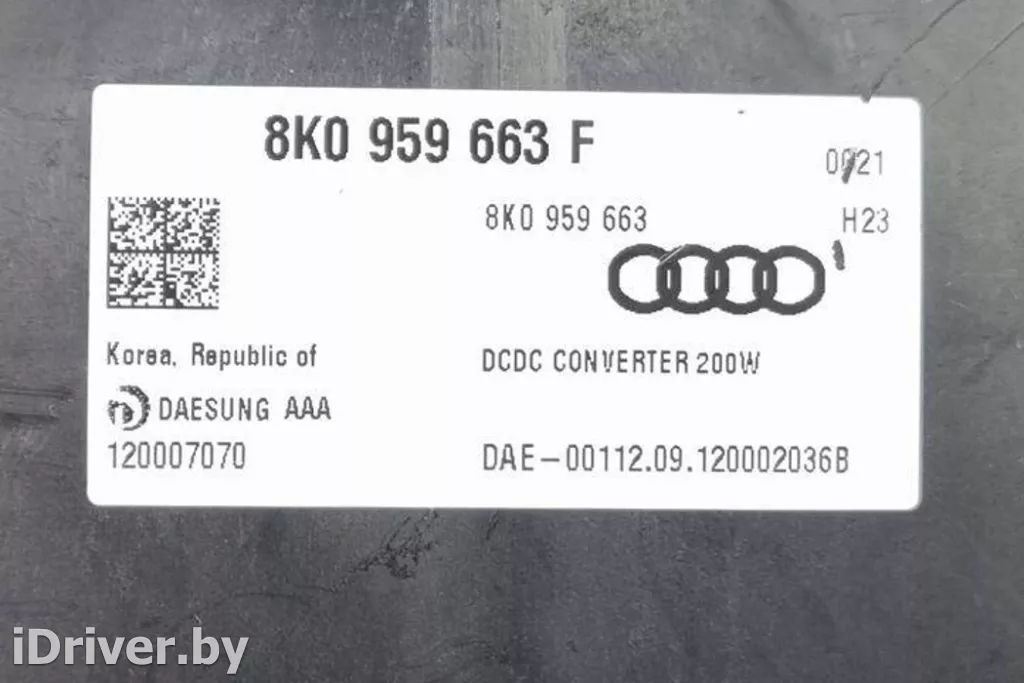 8K0 959 663 F
0021
8K0 959 663
H23
Korea, Republic of
DCDC CONVERTER 200W
DAESUNG AAA
120007070
DAE-00112.09.120002036B
iDriver.by